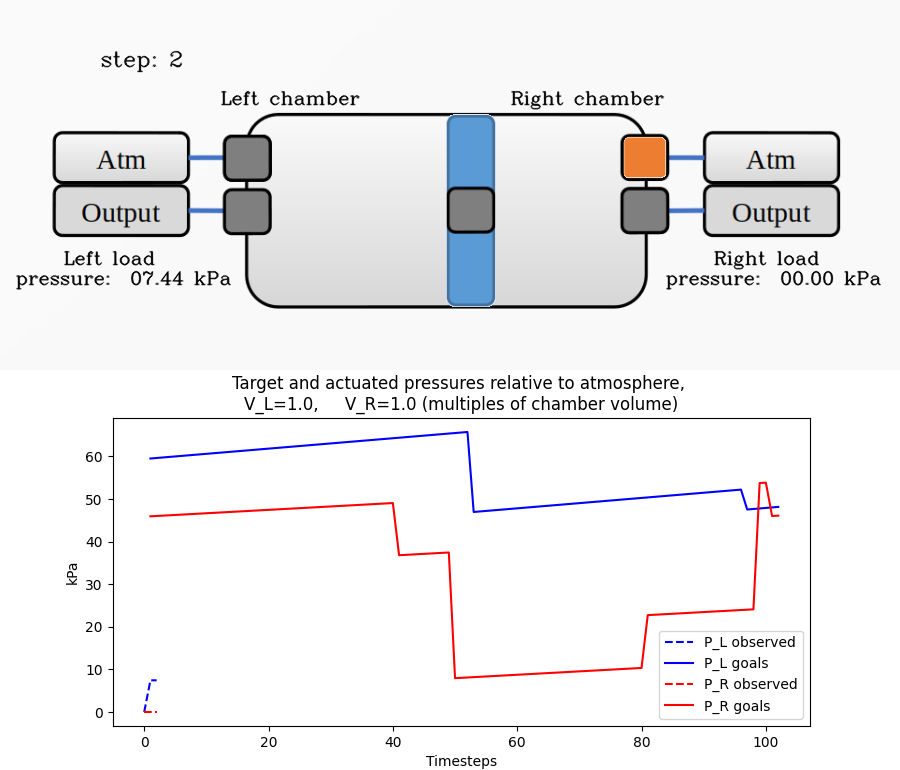 step: 2
Left chamber
Right chamber
Atm
Atm
Output
Output
Left load
pressure: 07.44 kPa
Right load
pressure: 00.00 kPa
Target and actuated pressures relative to atmosphere,
V_L=1.0, V_R=1.0 (multiples of chamber volume)
60
50
40
30
20
10
0
kPa
P_L observed
P_L goals
P_R observed
P_R goals
0 20 40 60 80 100
Timesteps